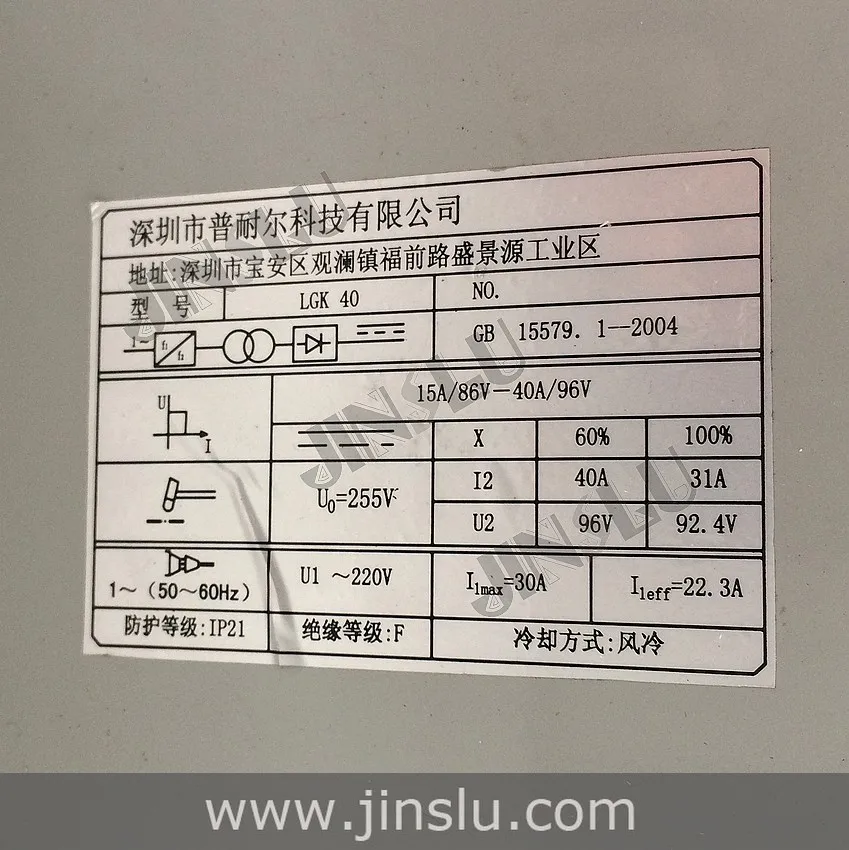 深圳市普耐尔科技有限公司
地址:深圳市宝安区观澜镇福前路盛景源工业区
型 号 LGK 40 NO.
1~ f₁ f₂ GB 15579. 1--2004
U I 15A/86V—40A/96V
X 60% 100%
U₀=255V I2 40A 31A
U2 96V 92.4V
1～(50～60Hz) U1 ～220V I₁max=30A I₁eff=22.3A
防护等级:IP21 绝缘等级:F 冷却方式:风冷
JINSLU
JINSLU
JINSLU
JINSLU
www.jinslu.com